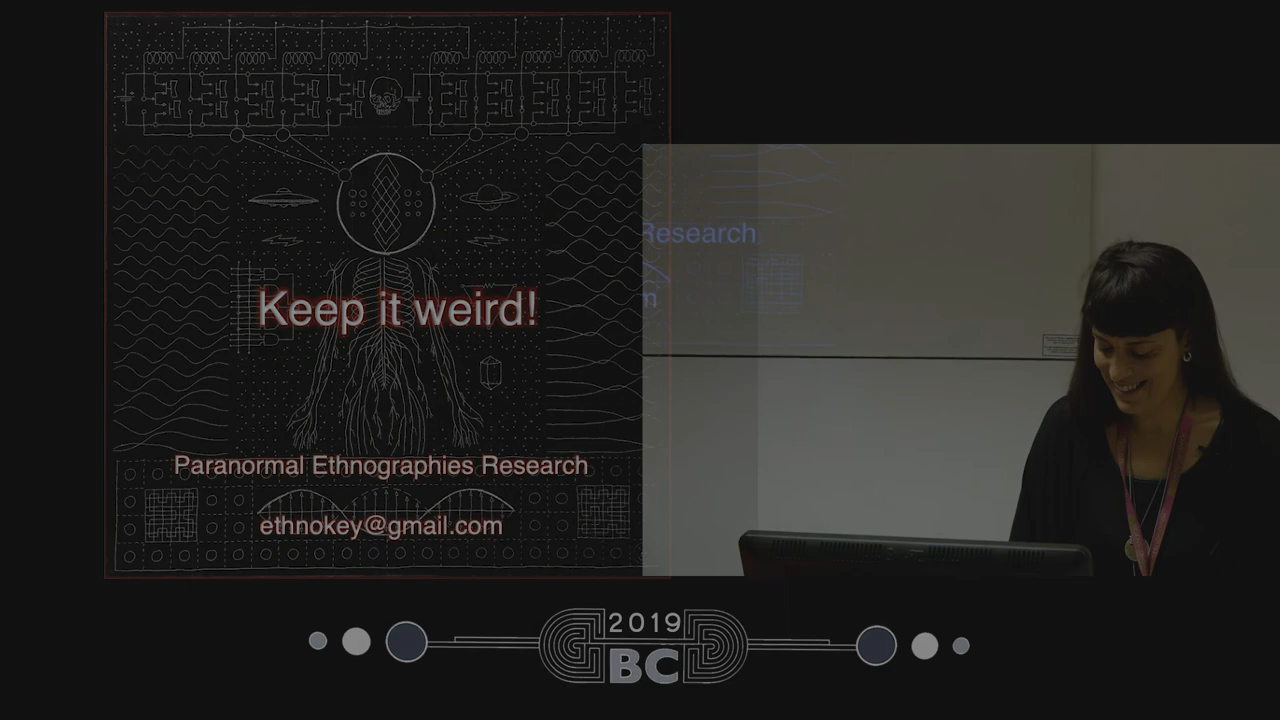 Keep it weird!
Paranormal Ethnographies Research
ethnokey@gmail.com
Research
m
2019
BC